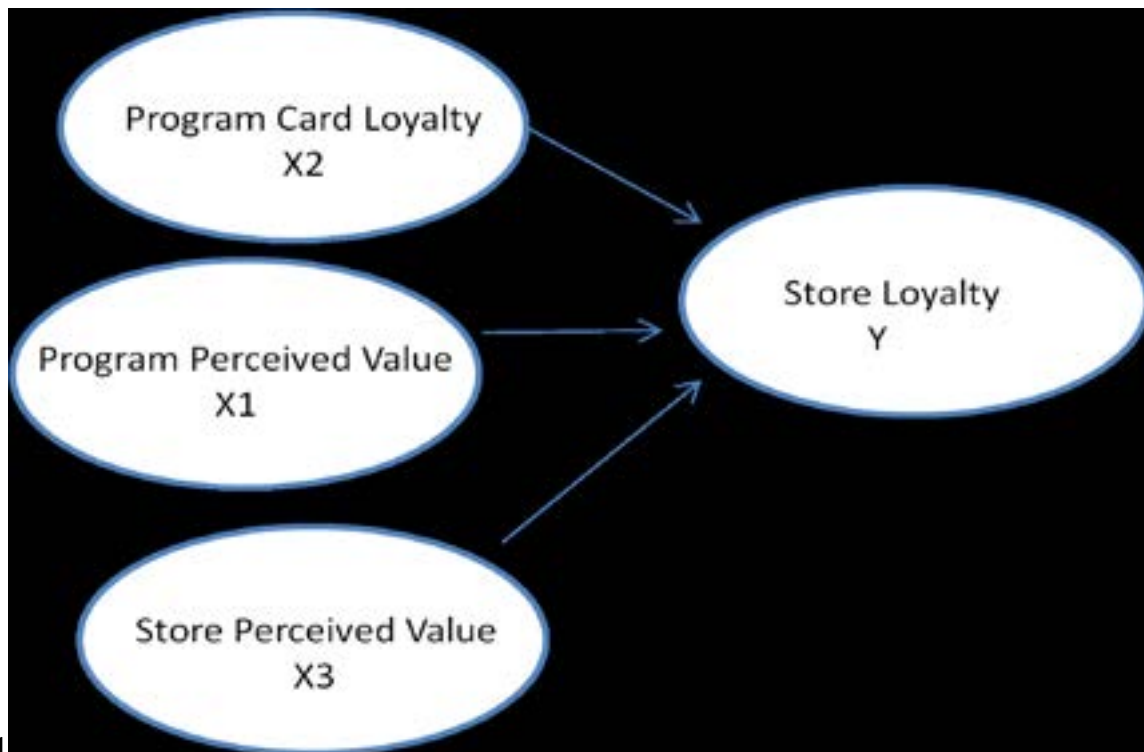 Program Card Loyalty
X2
Program Perceived Value
X1
Store Perceived Value
X3
Store Loyalty
Y